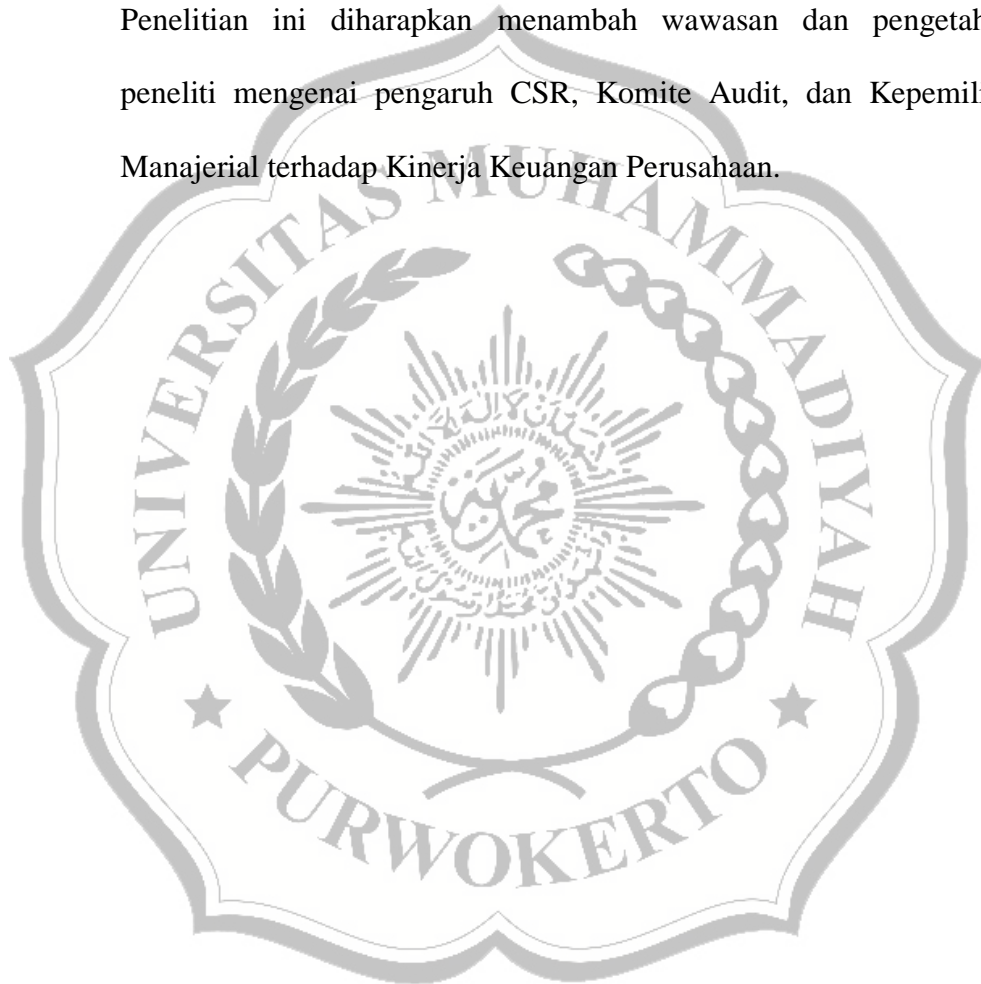 Penelitian ini diharapkan menambah wawasan dan pengetah
peneliti mengenai pengaruh CSR, Komite Audit, dan Kepemili
Manajerial terhadap Kinerja Keuangan Perusahaan.
UNIVERSITAS MUHAMMADIYAH
PURWOKERTO